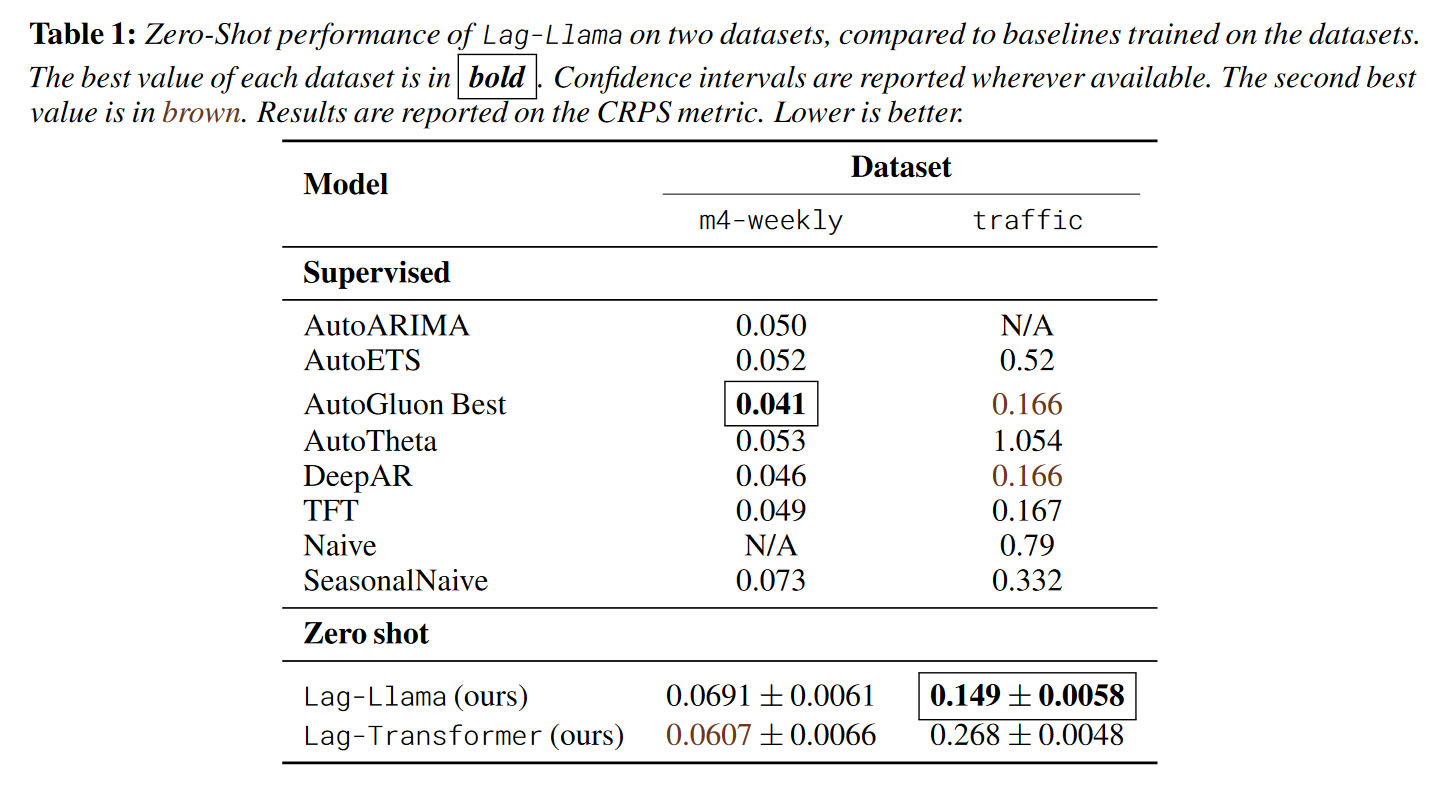 Table 1: Zero-Shot performance of Lag-Llama on two datasets, compared to baselines trained on the datasets.
The best value of each dataset is in bold. Confidence intervals are reported wherever available. The second best
value is in brown. Results are reported on the CRPS metric. Lower is better.
Model Dataset
m4-weekly traffic
Supervised
AutoARIMA 0.050 N/A
AutoETS 0.052 0.52
AutoGluon Best 0.041 0.166
AutoTheta 0.053 1.054
DeepAR 0.046 0.166
TFT 0.049 0.167
Naive N/A 0.79
SeasonalNaive 0.073 0.332
Zero shot
Lag-Llama (ours) 0.0691 ± 0.0061 0.149 ± 0.0058
Lag-Transformer (ours) 0.0607 ± 0.0066 0.268 ± 0.0048